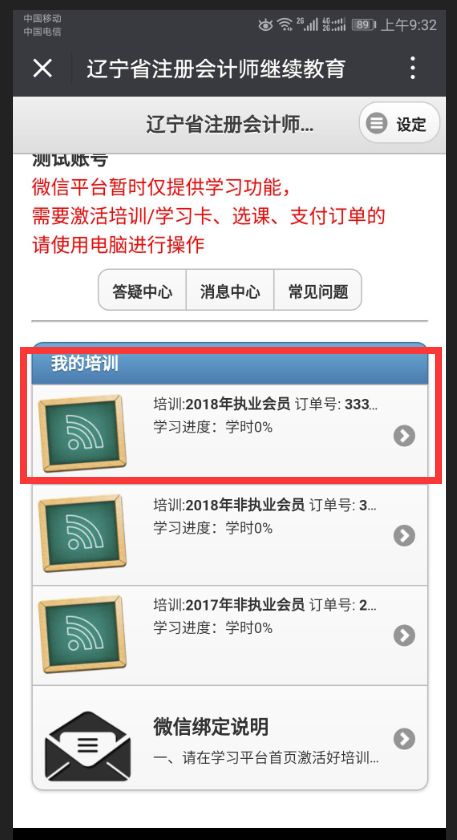 中国移动
中国电信
2G 4G 2G 89 上午9:32
辽宁省注册会计师继续教育
辽宁省注册会计师...
设定
测试账号
微信平台暂时仅提供学习功能，
需要激活培训/学习卡、选课、支付订单的
请使用电脑进行操作
答疑中心 消息中心 常见问题
我的培训
培训:2018年执业会员 订单号: 333...
学习进度：学时0%
培训:2018年非执业会员 订单号: 3...
学习进度：学时0%
培训:2017年非执业会员 订单号: 2...
学习进度：学时0%
微信绑定说明
一、请在学习平台首页激活好培训...